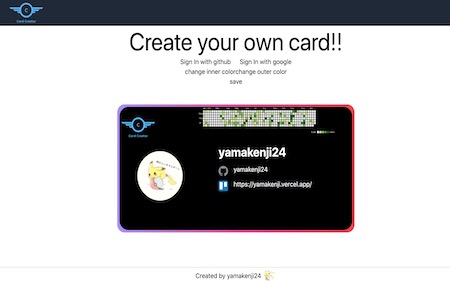 C
Card Creator
Create your own card!!
Sign In with github Sign In with google
change inner colorchange outer color
save
C
Card Creator
yamakenji24
yamakenji24
https://yamakenji.vercel.app/
Created by yamakenji24